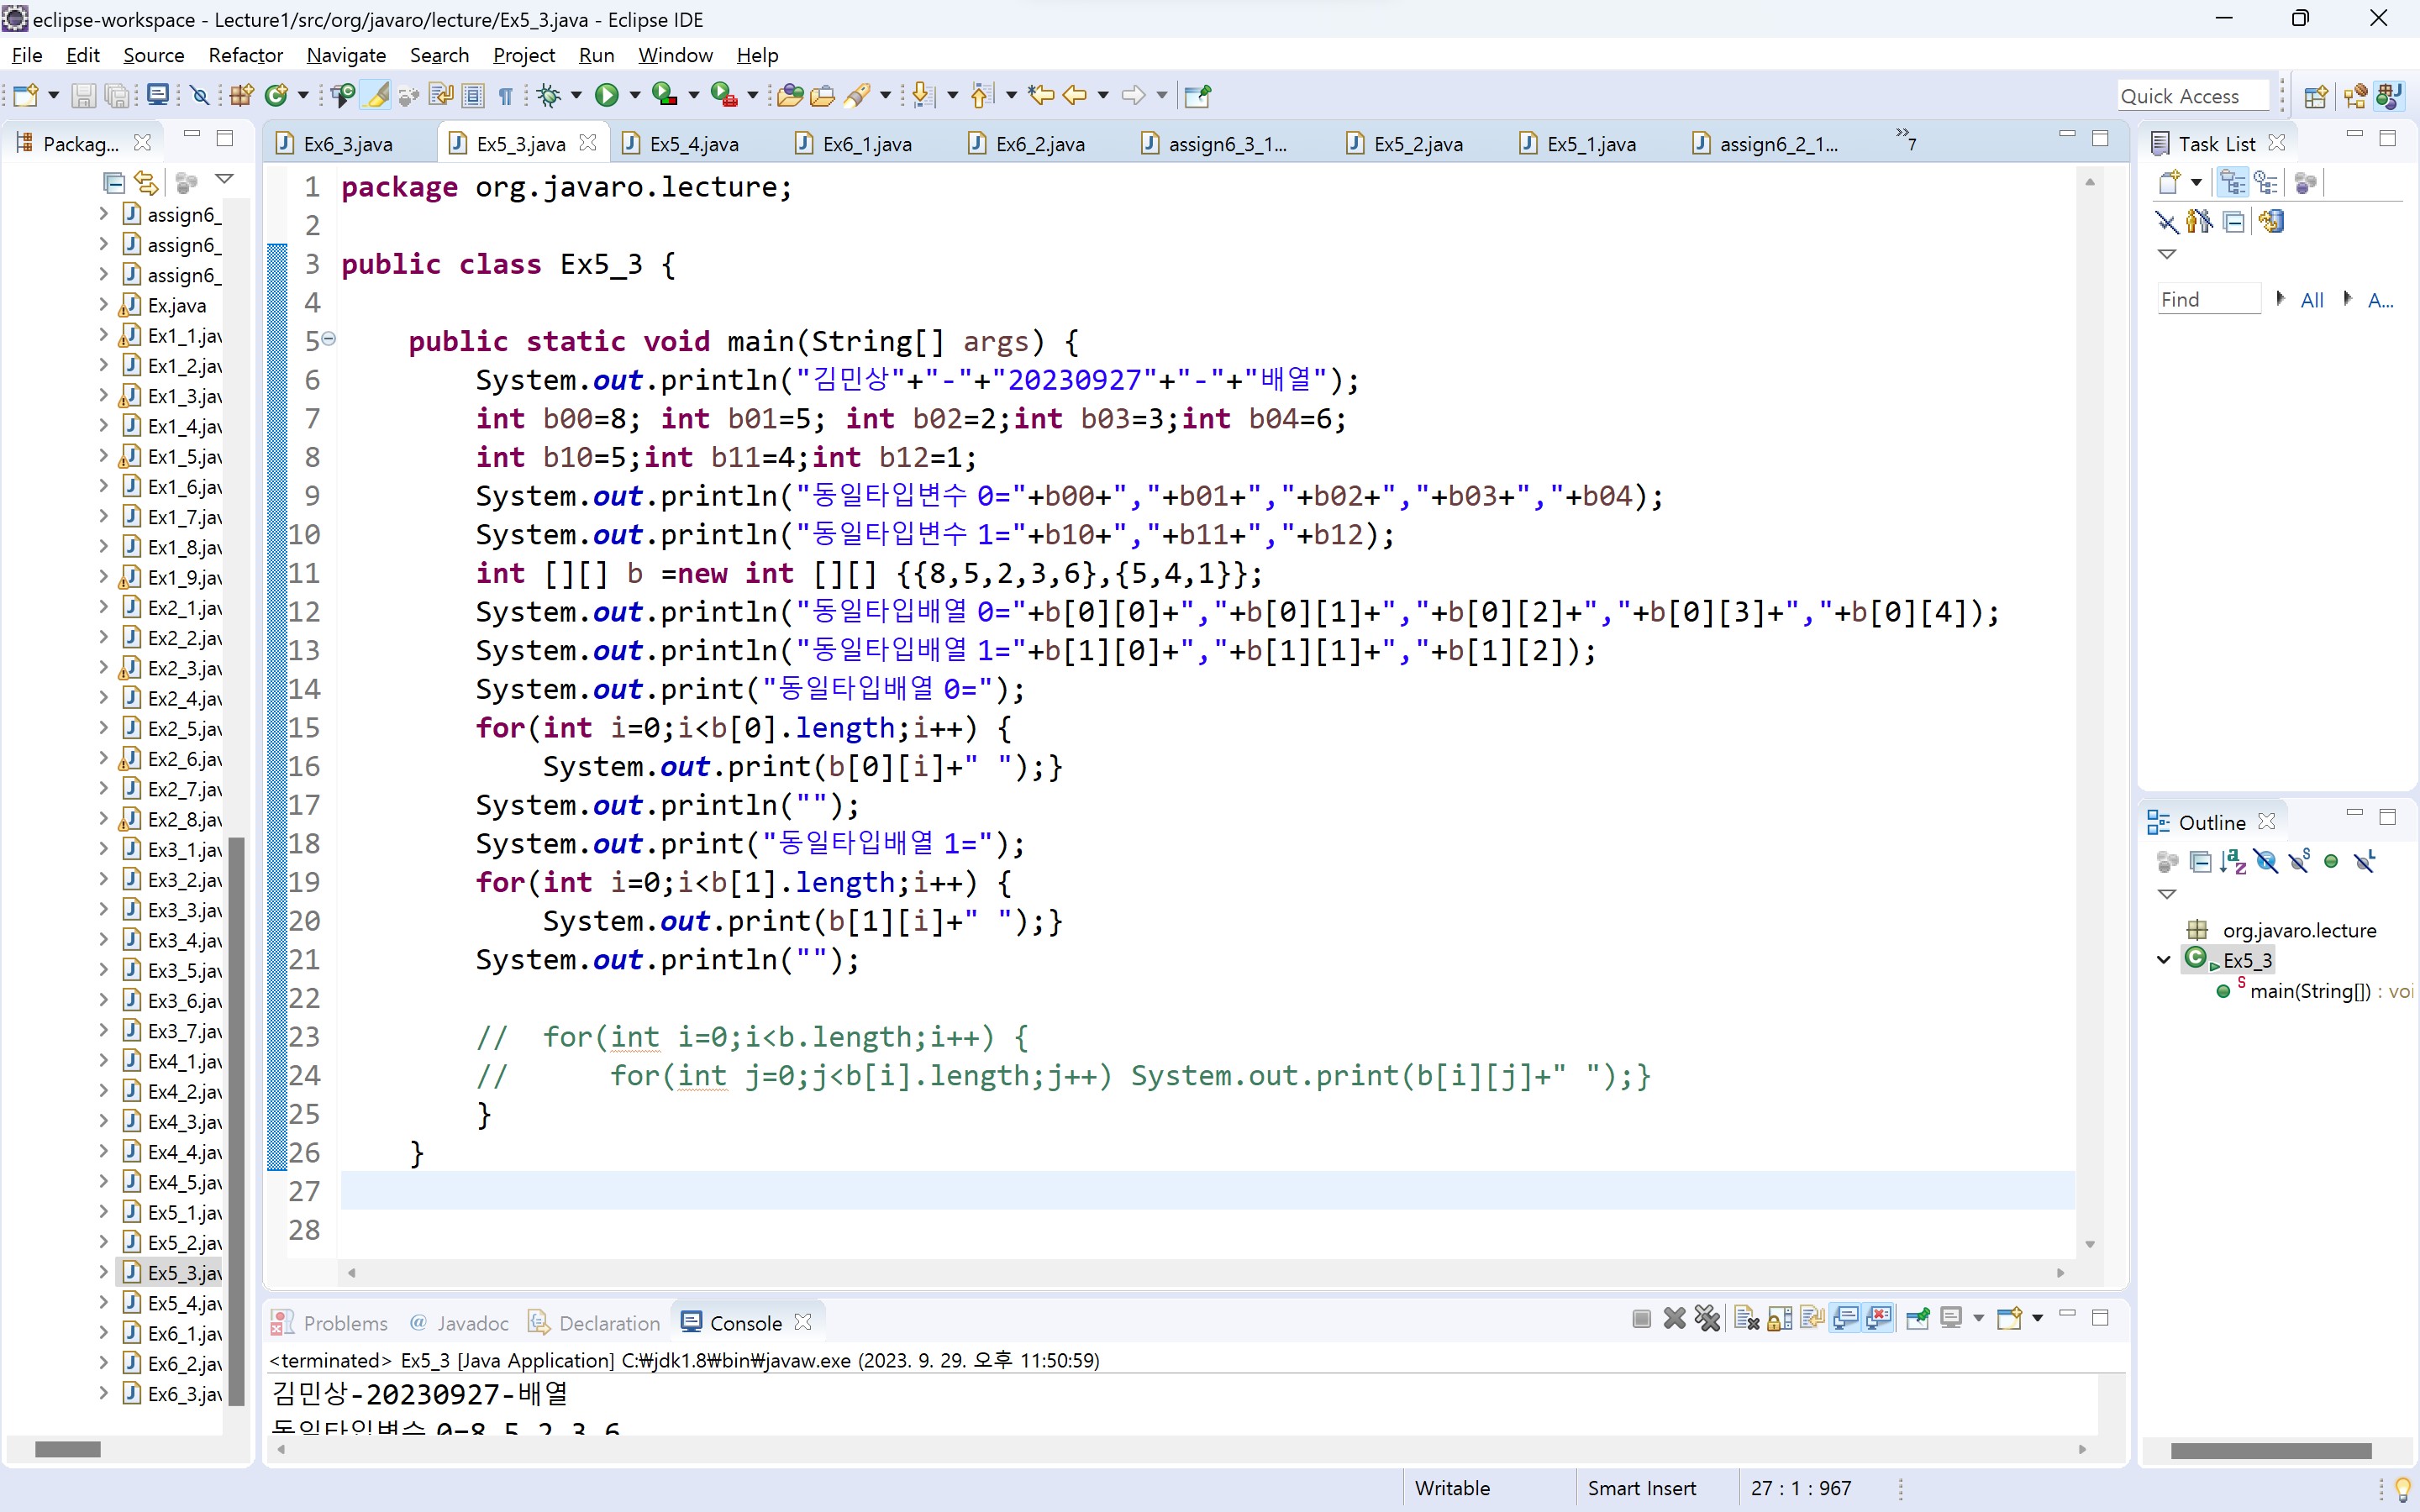 eclipse-workspace - Lecture1/src/org/javaro/lecture/Ex5_3.java - Eclipse IDE
File Edit Source Refactor Navigate Search Project Run Window Help
Quick Access
Packag...
Ex6_3.java Ex5_3.java Ex5_4.java Ex6_1.java Ex6_2.java assign6_3_1... Ex5_2.java Ex5_1.java assign6_2_1... »7
Task List
assign6_
assign6_
assign6_
Ex.java
Ex1_1.jav
Ex1_2.jav
Ex1_3.jav
Ex1_4.jav
Ex1_5.jav
Ex1_6.jav
Ex1_7.jav
Ex1_8.jav
Ex1_9.jav
Ex2_1.jav
Ex2_2.jav
Ex2_3.jav
Ex2_4.jav
Ex2_5.jav
Ex2_6.jav
Ex2_7.jav
Ex2_8.jav
Ex3_1.jav
Ex3_2.jav
Ex3_3.jav
Ex3_4.jav
Ex3_5.jav
Ex3_6.jav
Ex3_7.jav
Ex4_1.jav
Ex4_2.jav
Ex4_3.jav
Ex4_4.jav
Ex4_5.jav
Ex5_1.jav
Ex5_2.jav
Ex5_3.jav
Ex5_4.jav
Ex6_1.jav
Ex6_2.jav
Ex6_3.jav
1 package org.javaro.lecture;
2
3 public class Ex5_3 {
4
5 public static void main(String[] args) {
6 System.out.println("김민상"+"-"+"20230927"+"-"+"배열");
7 int b00=8; int b01=5; int b02=2;int b03=3;int b04=6;
8 int b10=5;int b11=4;int b12=1;
9 System.out.println("동일타입변수 0="+b00+","+b01+","+b02+","+b03+","+b04);
10 System.out.println("동일타입변수 1="+b10+","+b11+","+b12);
11 int [][] b =new int [][] {{8,5,2,3,6},{5,4,1}};
12 System.out.println("동일타입배열 0="+b[0][0]+","+b[0][1]+","+b[0][2]+","+b[0][3]+","+b[0][4]);
13 System.out.println("동일타입배열 1="+b[1][0]+","+b[1][1]+","+b[1][2]);
14 System.out.print("동일타입배열 0=");
15 for(int i=0;i<b[0].length;i++) {
16 System.out.print(b[0][i]+" ");}
17 System.out.println("");
18 System.out.print("동일타입배열 1=");
19 for(int i=0;i<b[1].length;i++) {
20 System.out.print(b[1][i]+" ");}
21 System.out.println("");
22
23 // for(int i=0;i<b.length;i++) {
24 // for(int j=0;j<b[i].length;j++) System.out.print(b[i][j]+" ");}
25 }
26 }
27
28
Find All A...
Outline
org.javaro.lecture
Ex5_3
main(String[]) : voi
Problems @ Javadoc Declaration Console
<terminated> Ex5_3 [Java Application] C:₩jdk1.8₩bin₩javaw.exe (2023. 9. 29. 오후 11:50:59)
김민상-20230927-배열
동일타입변수 0=8,5,2,3,6
Writable Smart Insert 27 : 1 : 967